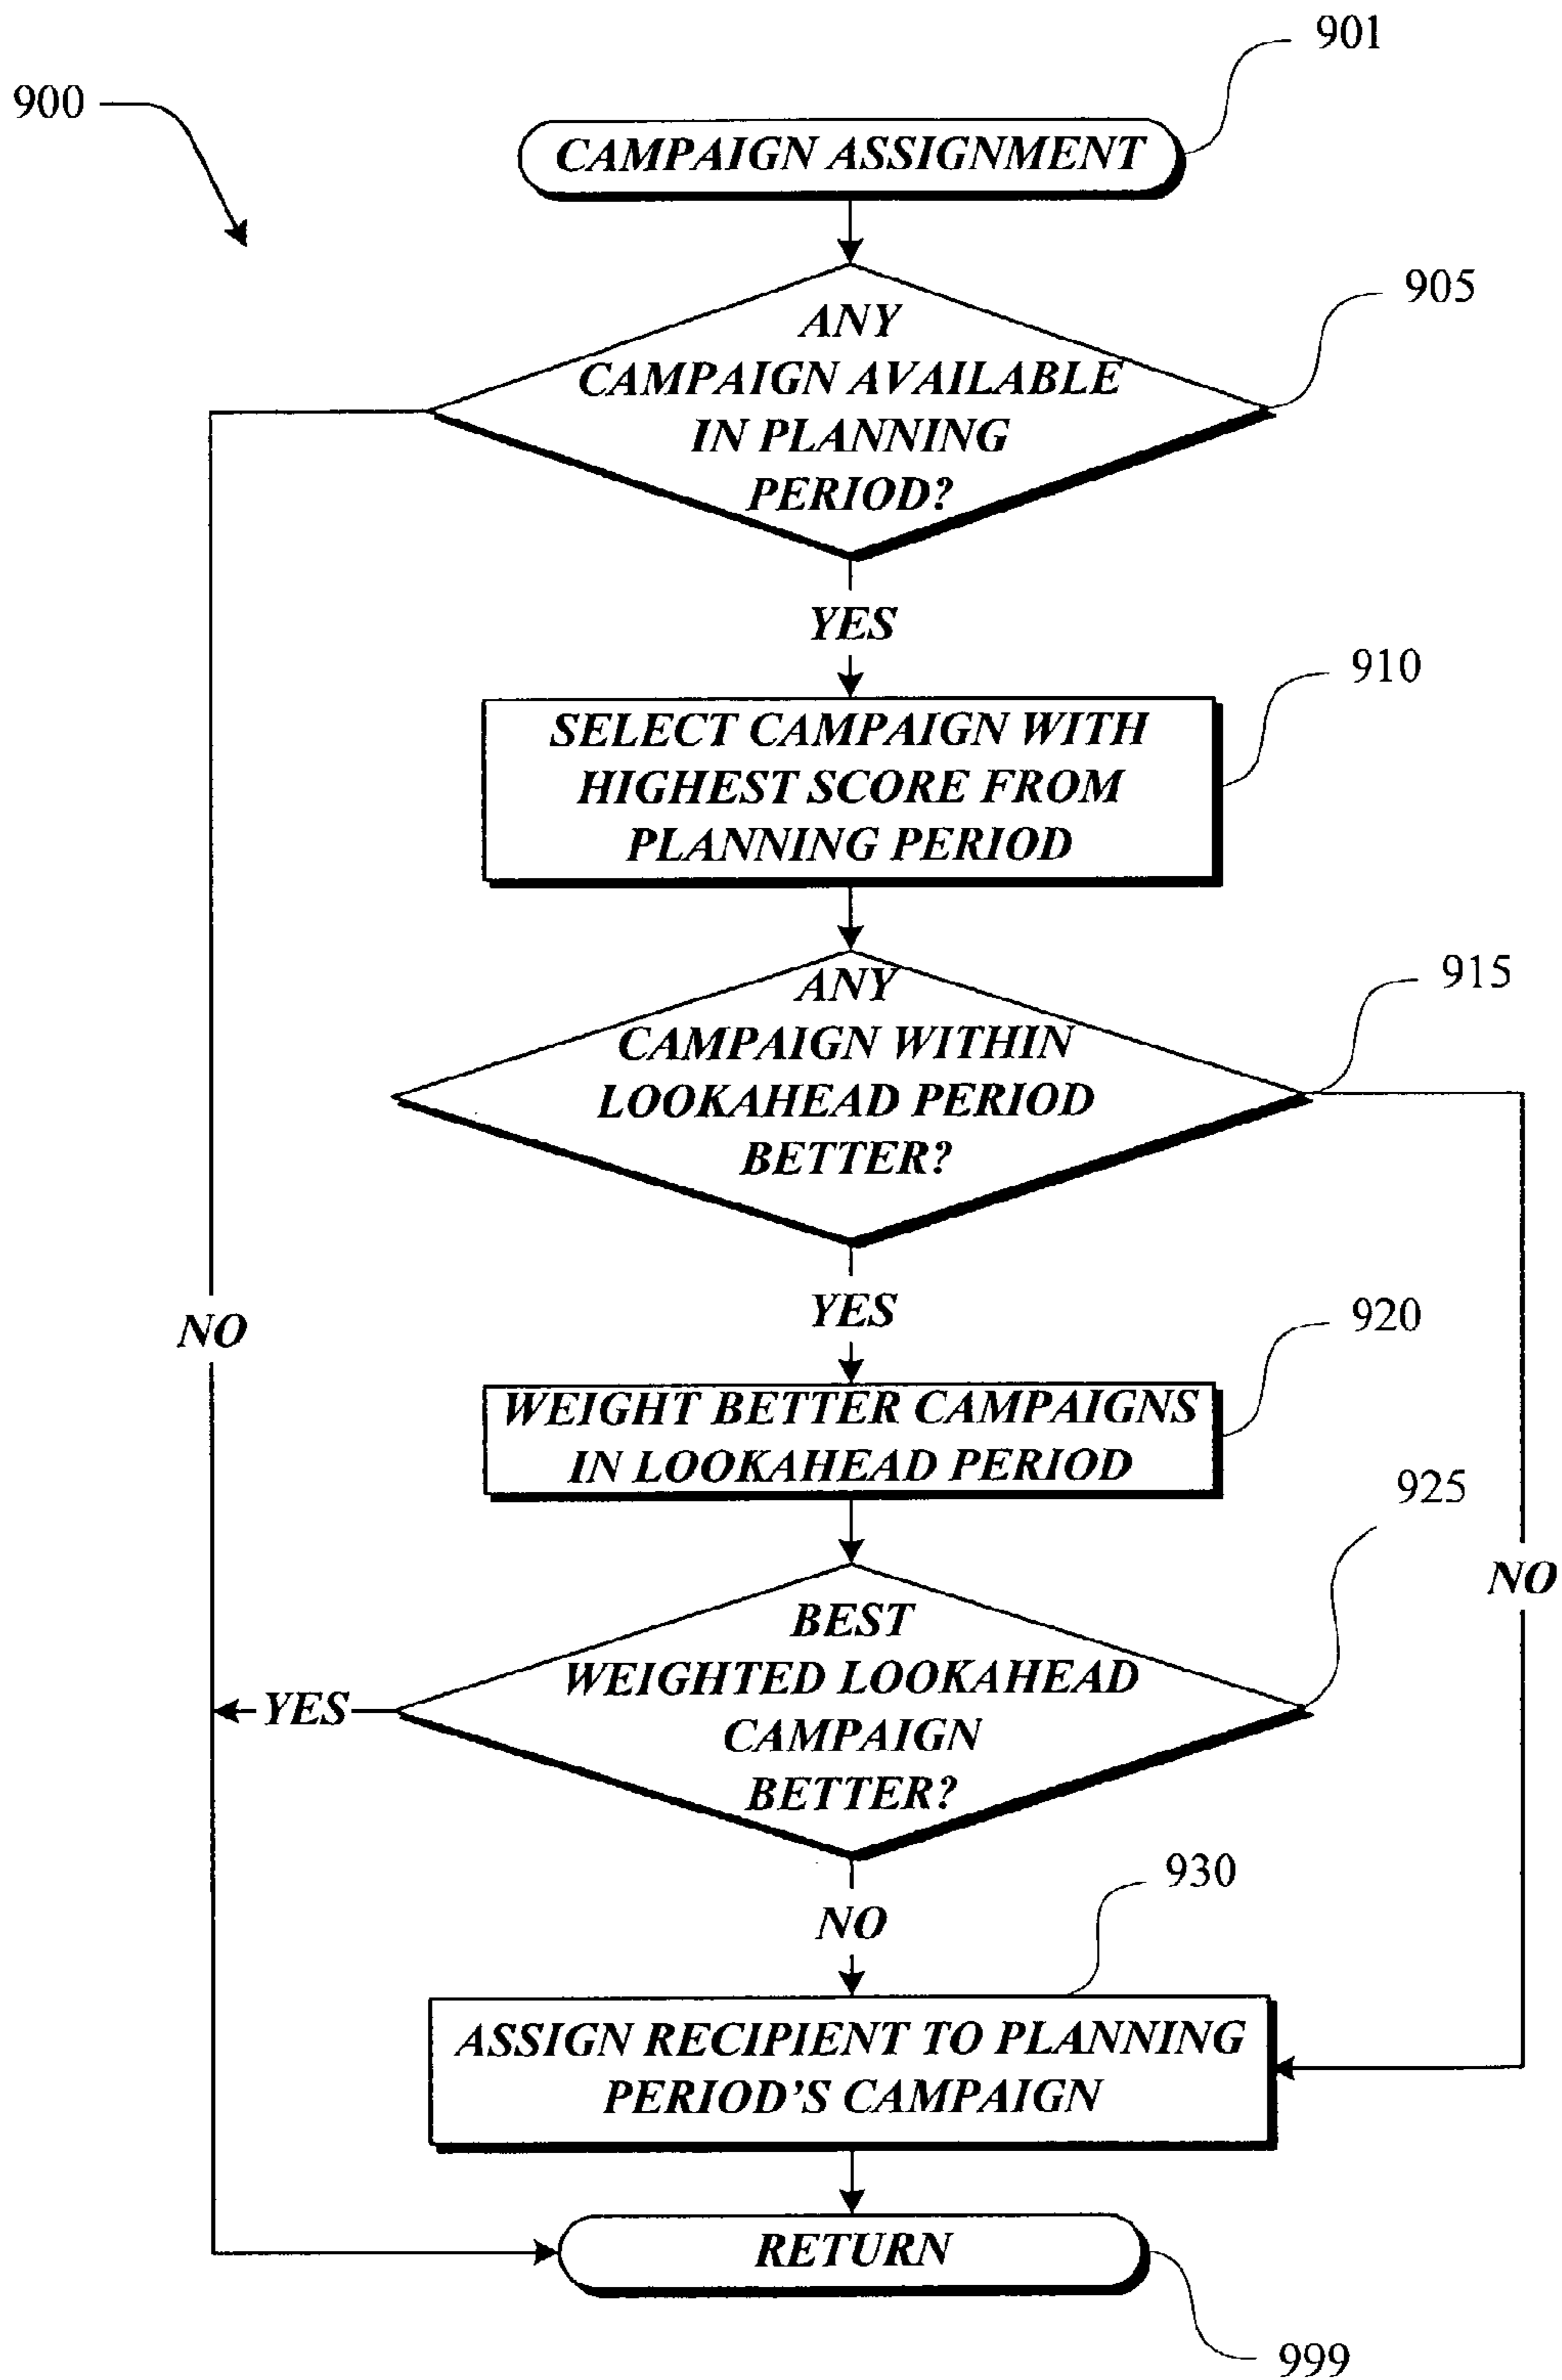 901
900
CAMPAIGN ASSIGNMENT
905
ANY
CAMPAIGN AVAILABLE
IN PLANNING
PERIOD?
YES
910
SELECT CAMPAIGN WITH
HIGHEST SCORE FROM
PLANNING PERIOD
915
ANY
CAMPAIGN WITHIN
LOOKAHEAD PERIOD
BETTER?
YES
NO
920
WEIGHT BETTER CAMPAIGNS
IN LOOKAHEAD PERIOD
925
NO
BEST
WEIGHTED LOOKAHEAD
CAMPAIGN
BETTER?
YES
930
NO
ASSIGN RECIPIENT TO PLANNING
PERIOD'S CAMPAIGN
RETURN
999